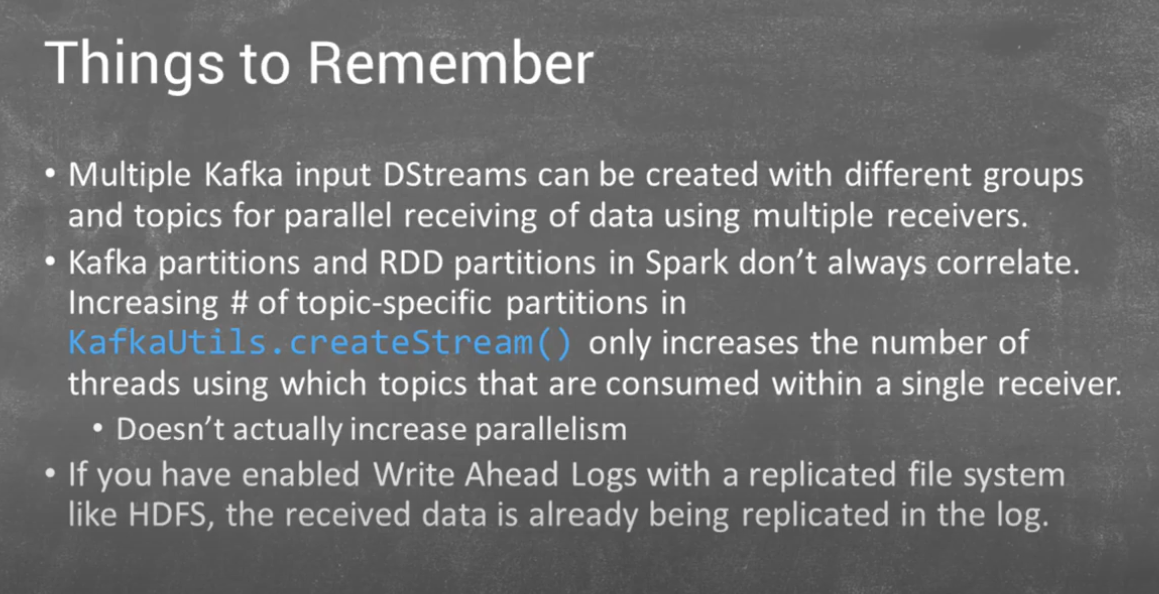 Things to Remember
• Multiple Kafka input DStreams can be created with different groups
and topics for parallel receiving of data using multiple receivers.
• Kafka partitions and RDD partitions in Spark don’t always correlate.
Increasing # of topic-specific partitions in
KafkaUtils.createStream() only increases the number of
threads using which topics that are consumed within a single receiver.
• Doesn’t actually increase parallelism
• If you have enabled Write Ahead Logs with a replicated file system
like HDFS, the received data is already being replicated in the log.